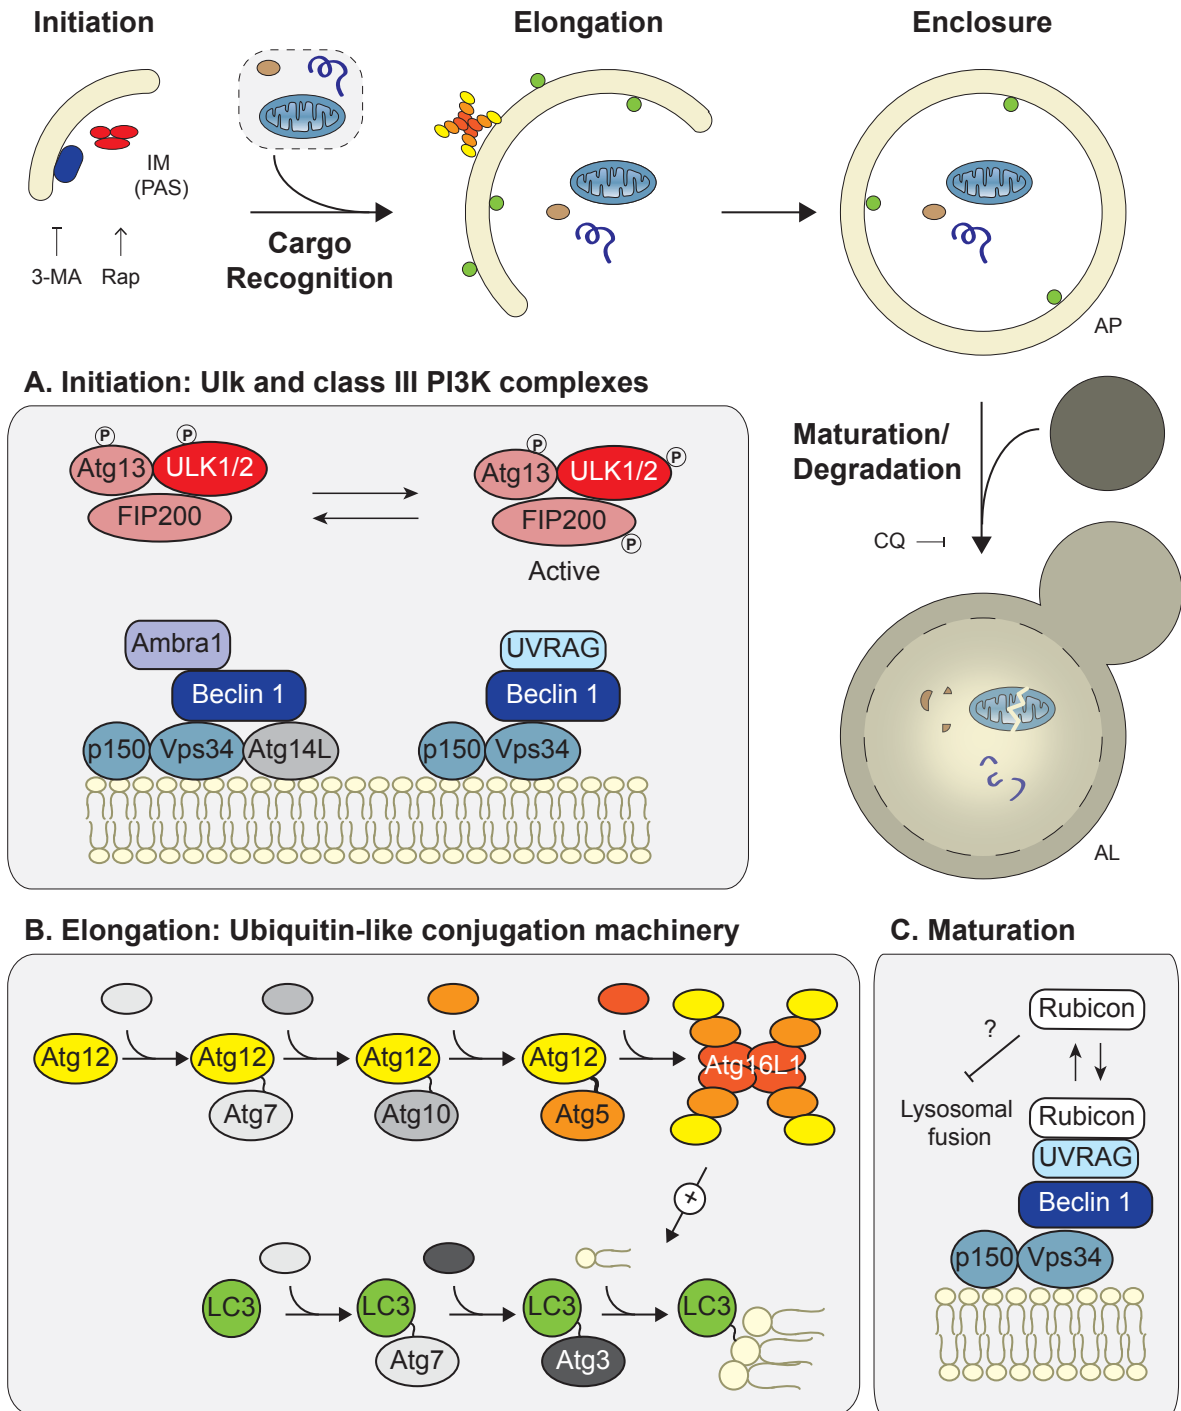 Initiation
Elongation
Enclosure
IM
(PAS)
3-MA
Rap
Cargo
Recognition
AP
A. Initiation: Ulk and class III PI3K complexes
P
P
Atg13
ULK1/2
FIP200
P
P
Atg13
ULK1/2
FIP200
P
Active
Ambra1
Beclin 1
p150
Vps34
Atg14L
UVRAG
Beclin 1
p150
Vps34
Maturation/
Degradation
CQ
AL
B. Elongation: Ubiquitin-like conjugation machinery
Atg12
Atg12
Atg7
Atg12
Atg10
Atg12
Atg5
Atg16L1
+
LC3
LC3
Atg7
LC3
Atg3
LC3
C. Maturation
Rubicon
?
Lysosomal
fusion
Rubicon
UVRAG
Beclin 1
p150
Vps34